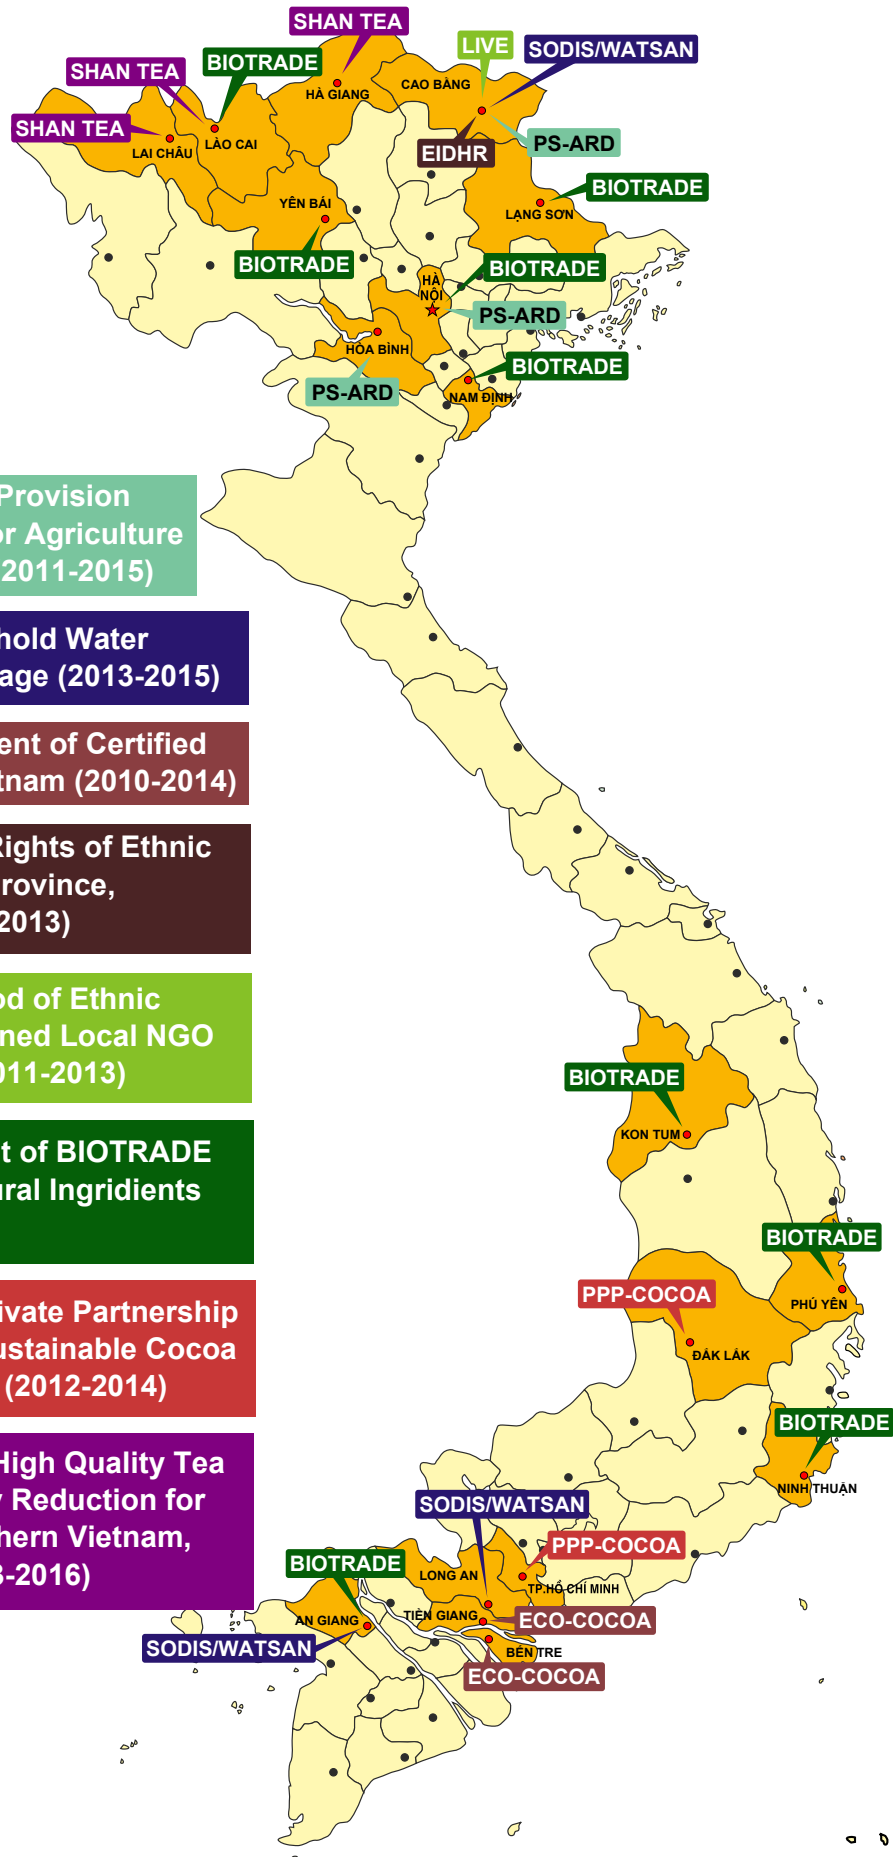 SHAN TEA
LIVE
SODIS/WATSAN
BIOTRADE
SHAN TEA
CAO BẰNG
HÀ GIANG
SHAN TEA
LÀO CAI
LAI CHÂU
PS-ARD
EIDHR
BIOTRADE
YÊN BÁI
LẠNG SƠN
BIOTRADE
BIOTRADE
HÀ
NỘI
PS-ARD
HÒA BÌNH
BIOTRADE
PS-ARD
NAM ĐỊNH
Provision
or Agriculture
2011-2015)
hold Water
age (2013-2015)
ent of Certified
tnam (2010-2014)
Rights of Ethnic
Province,
2013)
od of Ethnic
ned Local NGO
011-2013)
BIOTRADE
KON TUM
t of BIOTRADE
ural Ingridients
BIOTRADE
PHÚ YÊN
ivate Partnership
ustainable Cocoa
(2012-2014)
PPP-COCOA
ĐẮK LẮK
BIOTRADE
NINH THUẬN
High Quality Tea
y Reduction for
thern Vietnam,
3-2016)
SODIS/WATSAN
PPP-COCOA
BIOTRADE
LONG AN
TP.HỒ CHÍ MINH
AN GIANG
TIỀN GIANG
ECO-COCOA
SODIS/WATSAN
BẾN TRE
ECO-COCOA